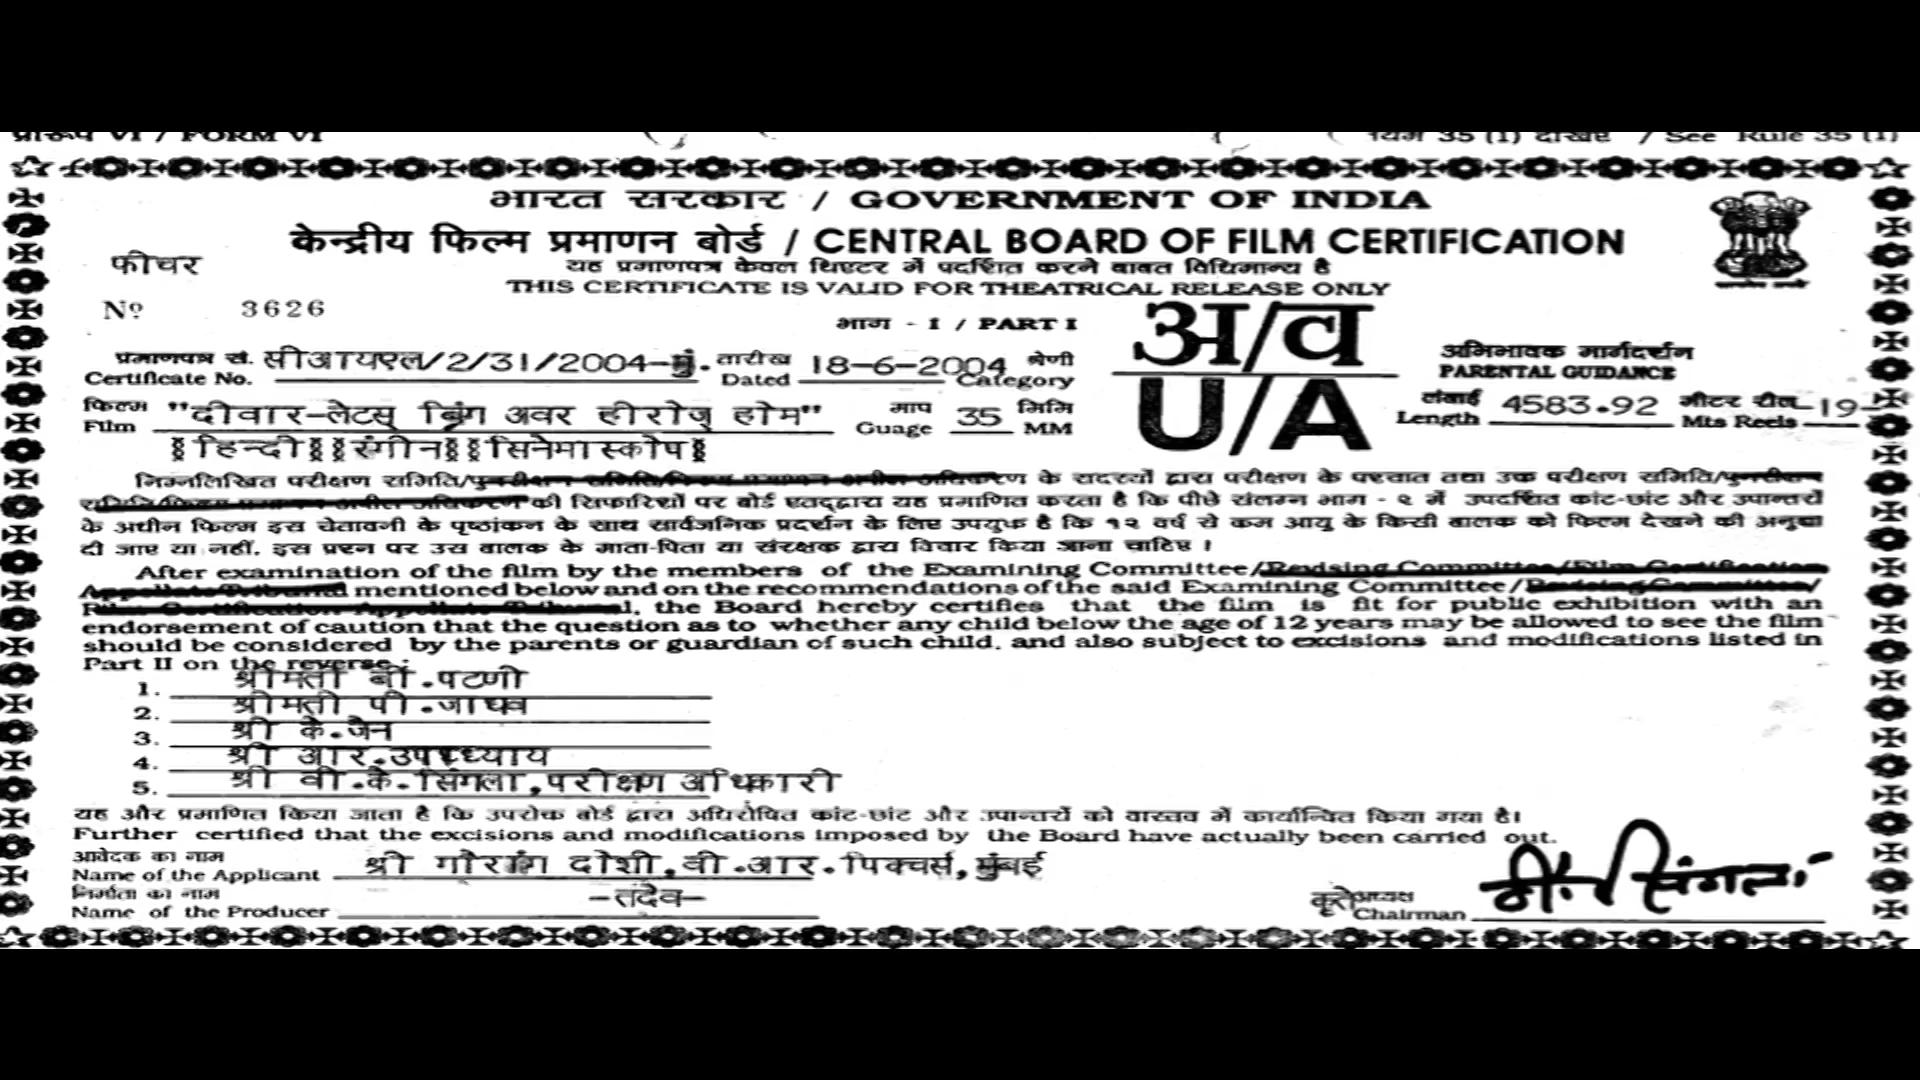 प्रारूप VI / FORM VI
नियम 35 (1) देखिए / See Rule 35 (1)
भारत सरकार / GOVERNMENT OF INDIA
केन्द्रीय फिल्म प्रमाणन बोर्ड / CENTRAL BOARD OF FILM CERTIFICATION
फीचर
यह प्रमाणपत्र केवल थिएटर में प्रदर्शित करने बाबत विधिमान्य है
THIS CERTIFICATE IS VALID FOR THEATRICAL RELEASE ONLY
Nº 3626
भाग - I / PART I
अ/व
U/A
अभिभावक मार्गदर्शन
PARENTAL GUIDANCE
प्रमाणपत्र सं. सीआयएल/2/31/2004-मुं. तारीख 18-6-2004 श्रेणी
Certificate No. Dated Category
फिल्म "दीवार-लेटस् ब्रिंग अवर हीरोज् होम" माप 35 मिमि
Film Guage MM
लंबाई 4583.92 मीटर रील -19-
Length Mts Reels
हिन्दी रंगीन सिनेमास्कोप
निम्नलिखित परीक्षण समिति/पुनरीक्षण समिति/फिल्म प्रमाणन अपील अधिकरण के सदस्यों द्वारा परीक्षण के पश्चात तथा उक्त परीक्षण समिति/पुनरीक्षण
समिति/फिल्म प्रमाणन अपील अधिकरण की सिफारिशों पर बोर्ड एतद्द्वारा यह प्रमाणित करता है कि पीछे संलग्न भाग - २ में उपदर्शित कांट-छांट और उपान्तरों
के अधीन फिल्म इस चेतावनी के पृष्ठांकन के साथ सार्वजनिक प्रदर्शन के लिए उपयुक्त है कि १२ वर्ष से कम आयु के किसी बालक को फिल्म देखने की अनुज्ञा
दी जाए या नहीं, इस प्रश्न पर उस बालक के माता-पिता या संरक्षक द्वारा विचार किया जाना चाहिए ।
After examination of the film by the members of the Examining Committee/Revising Committee/Film Certification
Appellate Tribunal mentioned below and on the recommendations of the said Examining Committee/Revising Committee/
Film Certification Appellate Tribunal, the Board hereby certifies that the film is fit for public exhibition with an
endorsement of caution that the question as to whether any child below the age of 12 years may be allowed to see the film
should be considered by the parents or guardian of such child, and also subject to excisions and modifications listed in
Part II on the reverse :
1. श्रीमती बी.पटणी
2. श्रीमती पी.जाधव
3. श्री के.जैन
4. श्री आर.उपाध्याय
5. श्री वी.के.सिंगला,परीक्षण अधिकारी
यह और प्रमाणित किया जाता है कि उपरोक्त बोर्ड द्वारा अधिरोपित कांट-छांट और उपान्तरों को वास्तव में कार्यान्वित किया गया है।
Further certified that the excisions and modifications imposed by the Board have actually been carried out.
आवेदक का नाम
Name of the Applicant श्री गौरांग दोशी,वी.आर.पिक्चर्स,मुंबई
निर्माता का नाम
Name of the Producer -तदैव-
कृते अध्यक्ष
Chairman